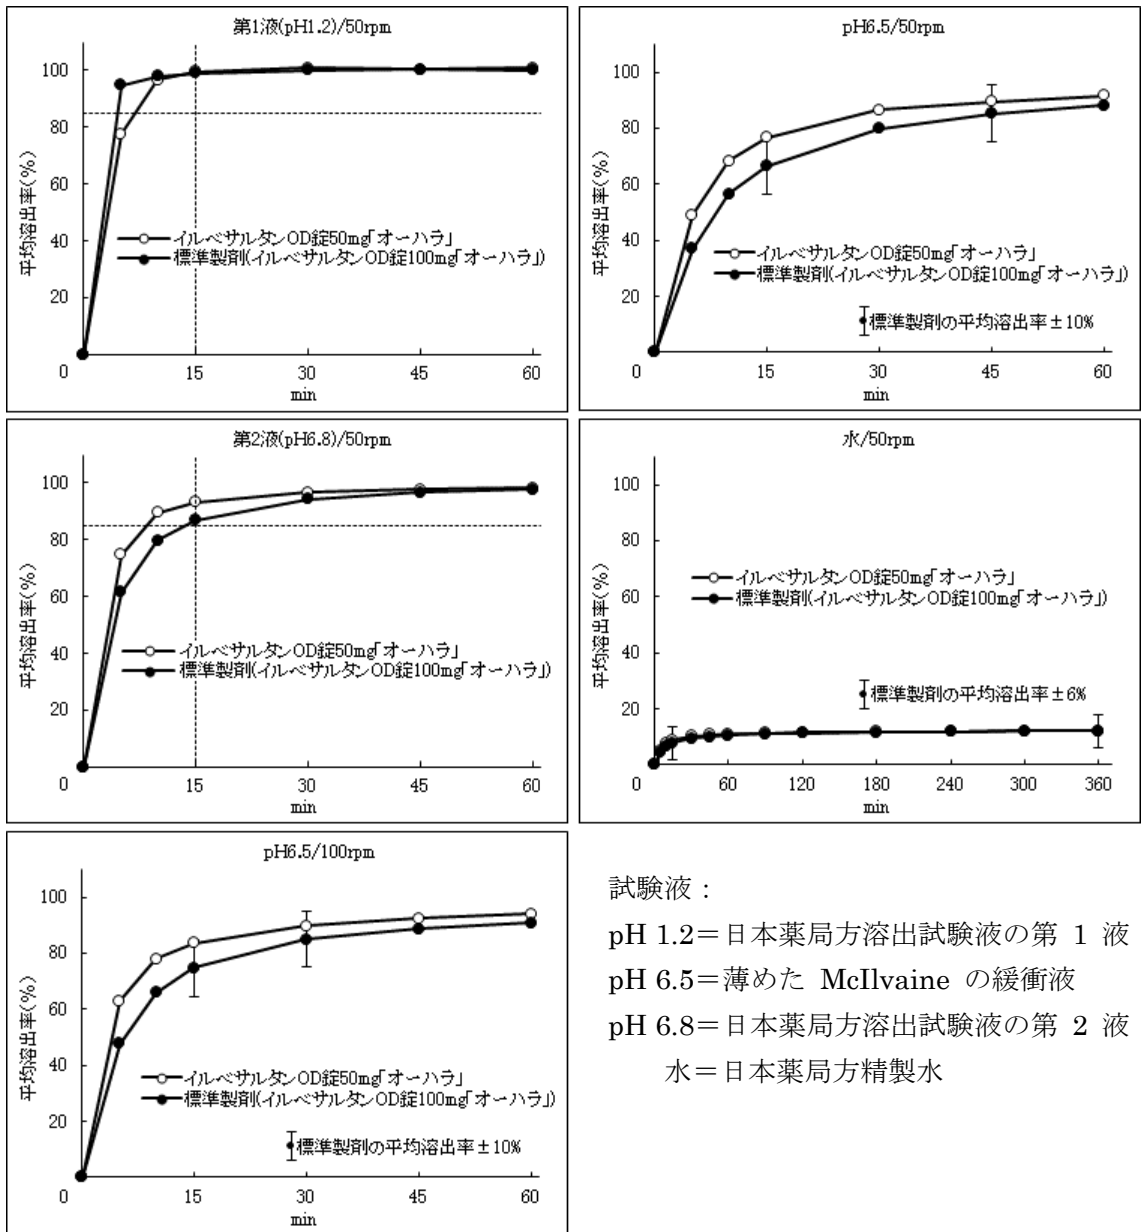 第1液(pH1.2)/50rpm
平均溶出率(%)
100
80
60
40
20
0
15
30
45
60
min
イルベサルタンOD錠50mg「オーハラ」
標準製剤(イルベサルタンOD錠100mg「オーハラ」)
pH6.5/50rpm
平均溶出率(%)
100
80
60
40
20
0
15
30
45
60
min
イルベサルタンOD錠50mg「オーハラ」
標準製剤(イルベサルタンOD錠100mg「オーハラ」)
標準製剤の平均溶出率±10%
第2液(pH6.8)/50rpm
平均溶出率(%)
100
80
60
40
20
0
15
30
45
60
min
イルベサルタンOD錠50mg「オーハラ」
標準製剤(イルベサルタンOD錠100mg「オーハラ」)
水/50rpm
平均溶出率(%)
100
80
60
40
20
0
60
120
180
240
300
360
min
イルベサルタンOD錠50mg「オーハラ」
標準製剤(イルベサルタンOD錠100mg「オーハラ」)
標準製剤の平均溶出率±6%
pH6.5/100rpm
平均溶出率(%)
100
80
60
40
20
0
15
30
45
60
min
イルベサルタンOD錠50mg「オーハラ」
標準製剤(イルベサルタンOD錠100mg「オーハラ」)
標準製剤の平均溶出率±10%
試験液：
pH 1.2＝日本薬局方溶出試験液の第 1 液
pH 6.5＝薄めた McIlvaine の緩衝液
pH 6.8＝日本薬局方溶出試験液の第 2 液
水＝日本薬局方精製水